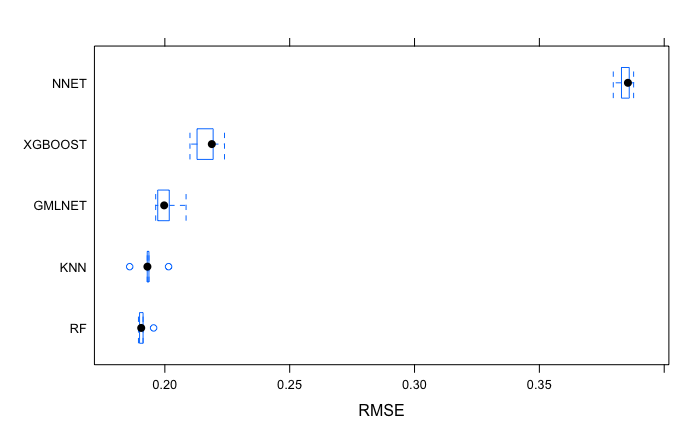 NNET
XGBOOST
GMLNET
KNN
RF
0.20 0.25 0.30 0.35
RMSE